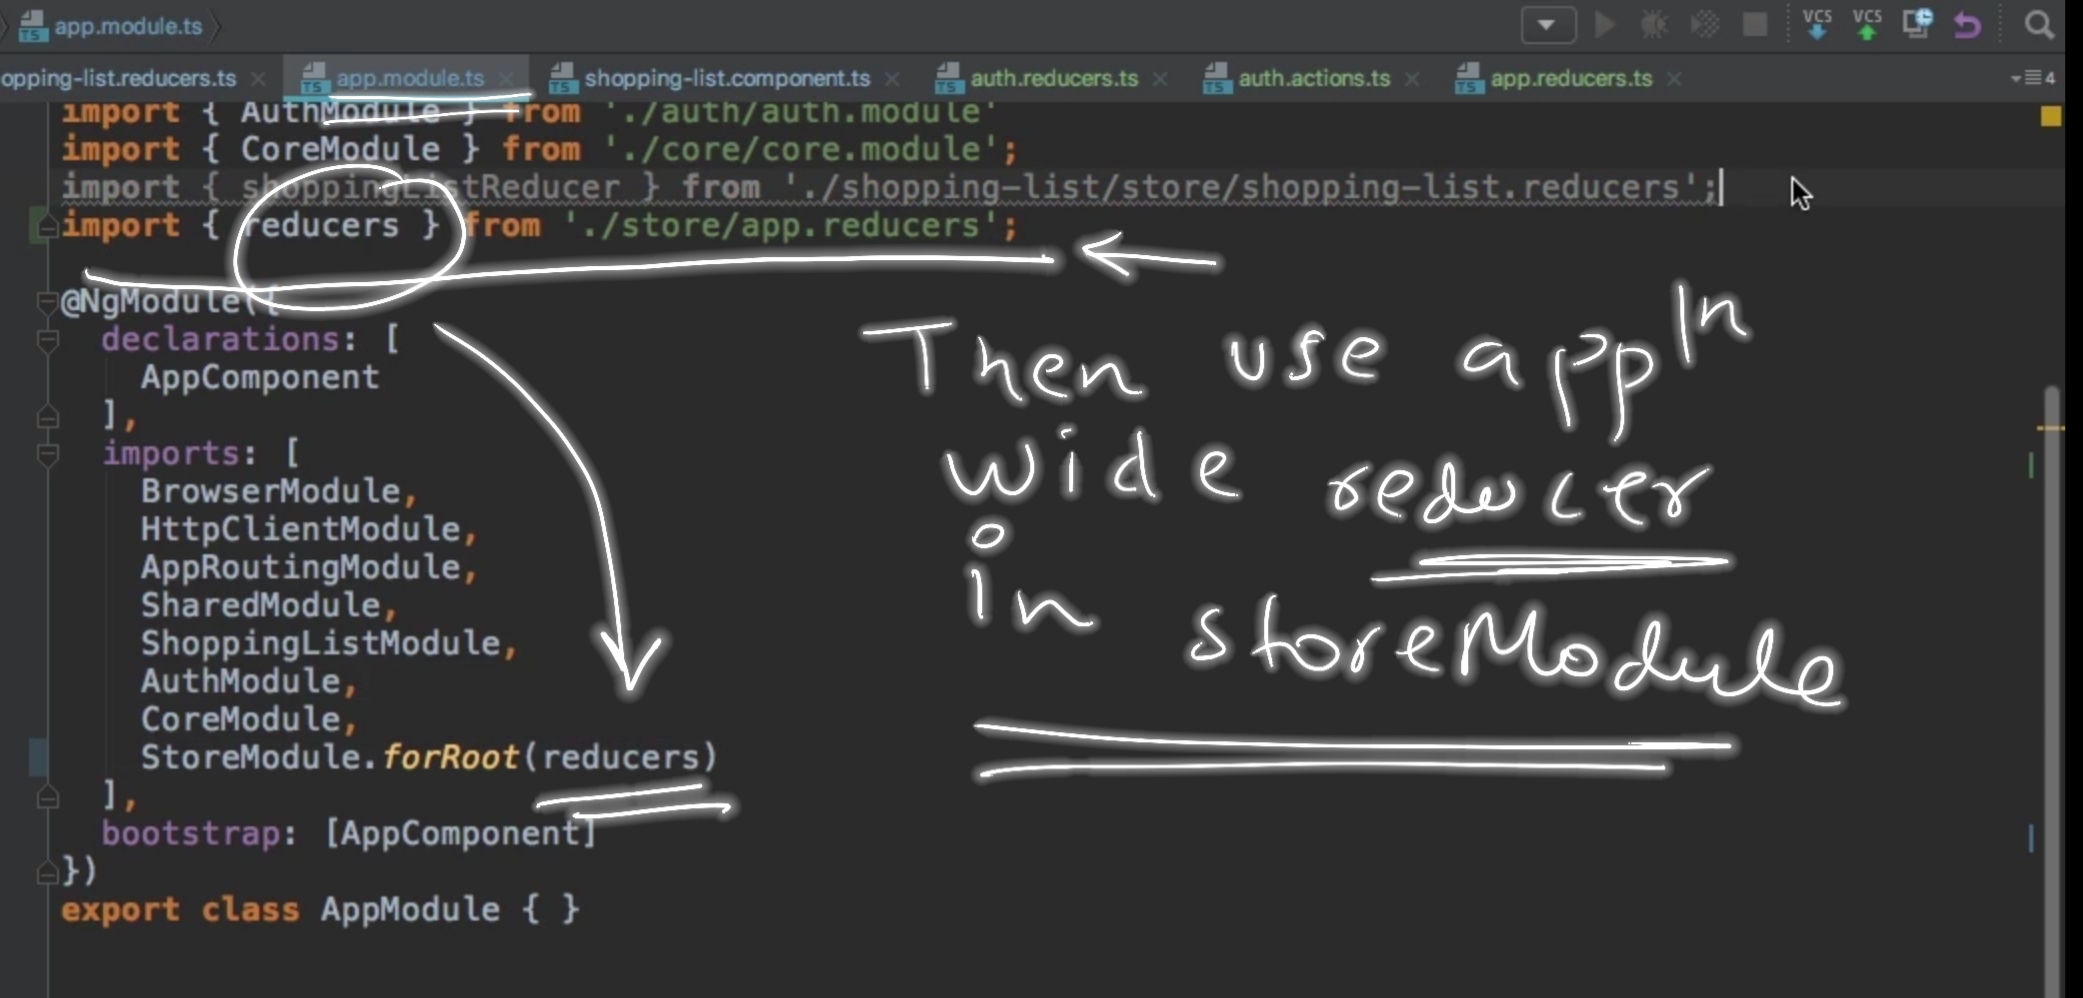 app.module.ts
VCS VCS
opping-list.reducers.ts app.module.ts shopping-list.component.ts auth.reducers.ts auth.actions.ts app.reducers.ts 4
import { AuthModule } from './auth/auth.module'
import { CoreModule } from './core/core.module';
import { shoppingListReducer } from './shopping-list/store/shopping-list.reducers';
import { reducers } from './store/app.reducers';
@NgModule({
declarations: [
AppComponent
],
imports: [
BrowserModule,
HttpClientModule,
AppRoutingModule,
SharedModule,
ShoppingListModule,
AuthModule,
CoreModule,
StoreModule.forRoot(reducers)
],
bootstrap: [AppComponent]
})
export class AppModule { }
Then use app|n
wide reducer
in storeModule